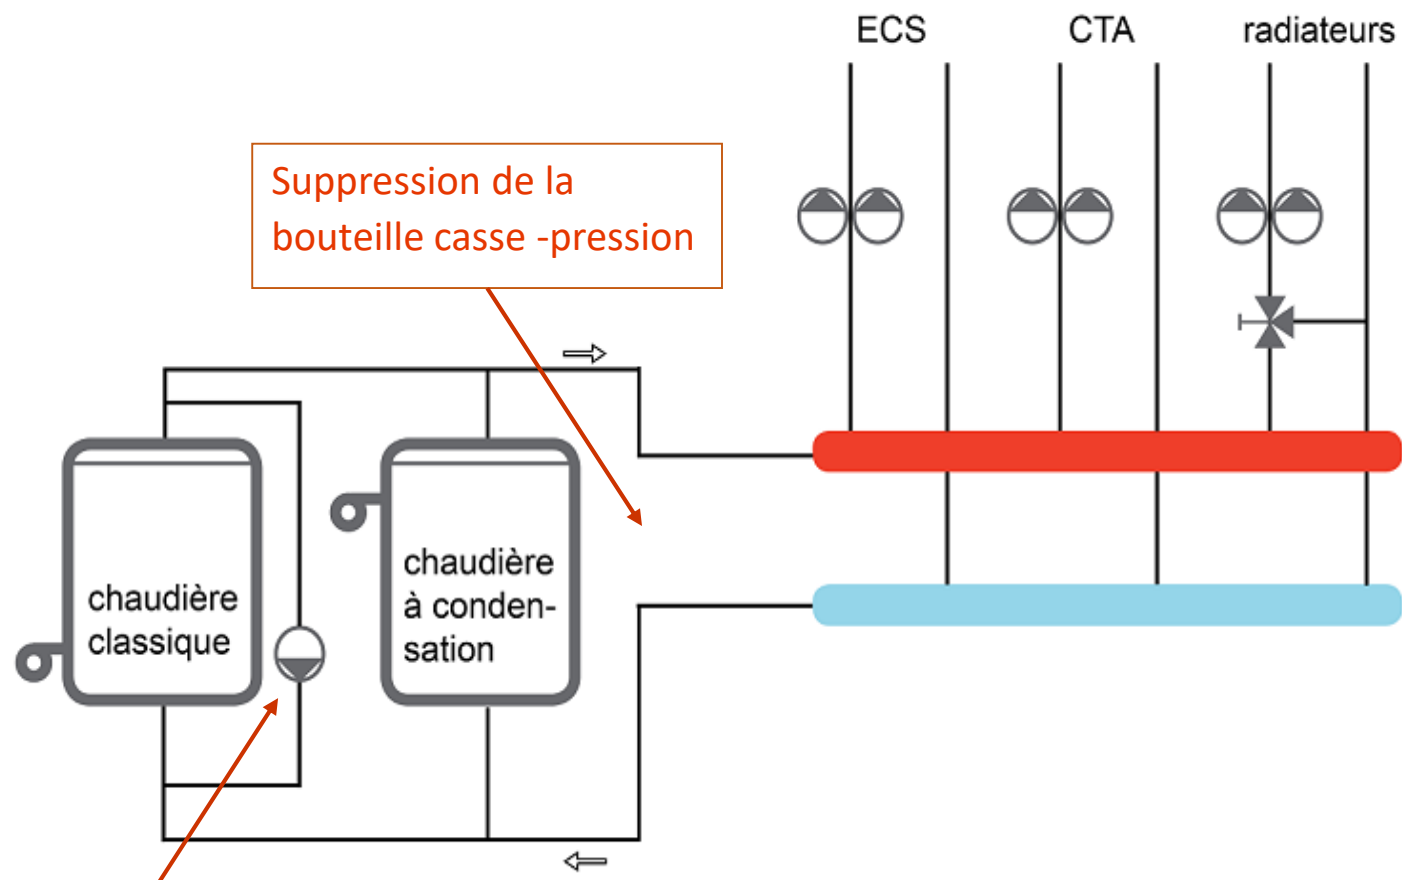 ECS CTA radiateurs
Suppression de la
bouteille casse -pression
chaudière
classique
chaudière
à conden-
sation